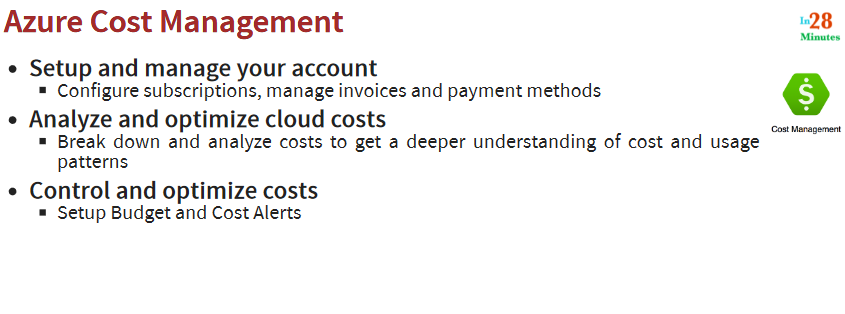 Azure Cost Management
In28
Minutes
• Setup and manage your account
▪ Configure subscriptions, manage invoices and payment methods
• Analyze and optimize cloud costs
▪ Break down and analyze costs to get a deeper understanding of cost and usage
patterns
• Control and optimize costs
▪ Setup Budget and Cost Alerts
$
Cost Management